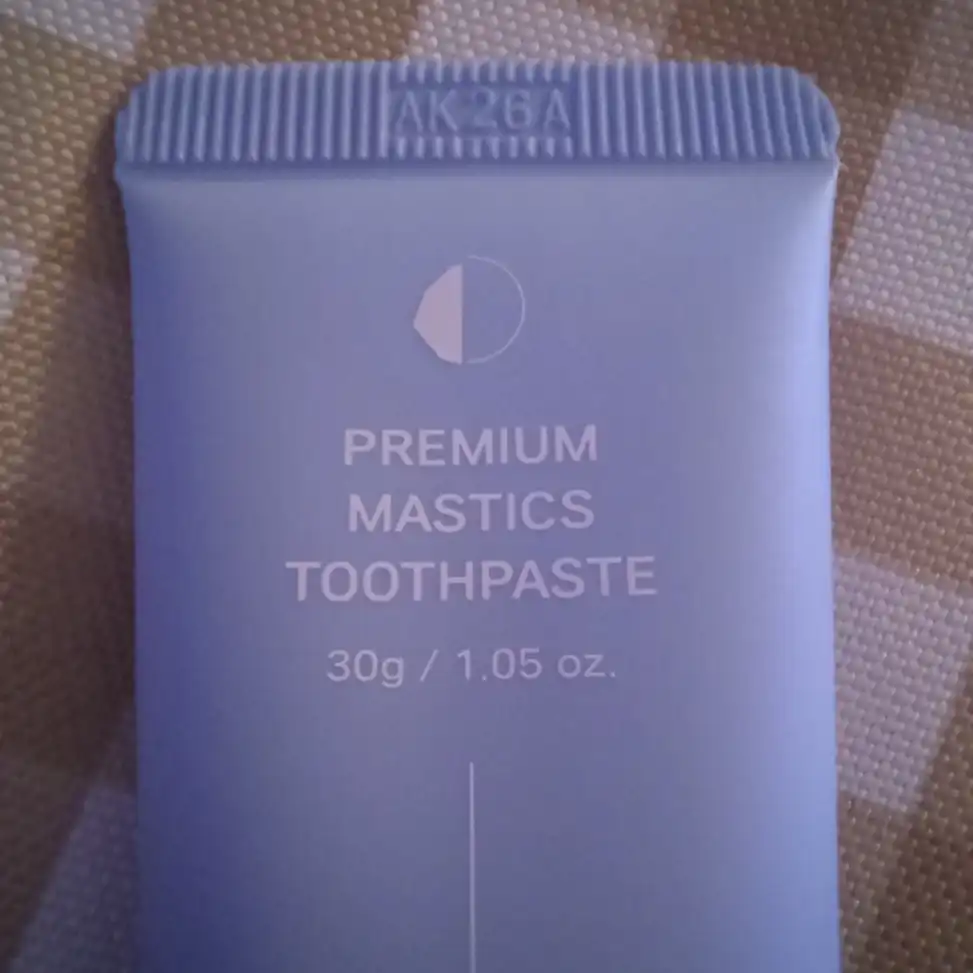 AK26A
PREMIUM
MASTICS
TOOTHPASTE
30g / 1.05 oz.